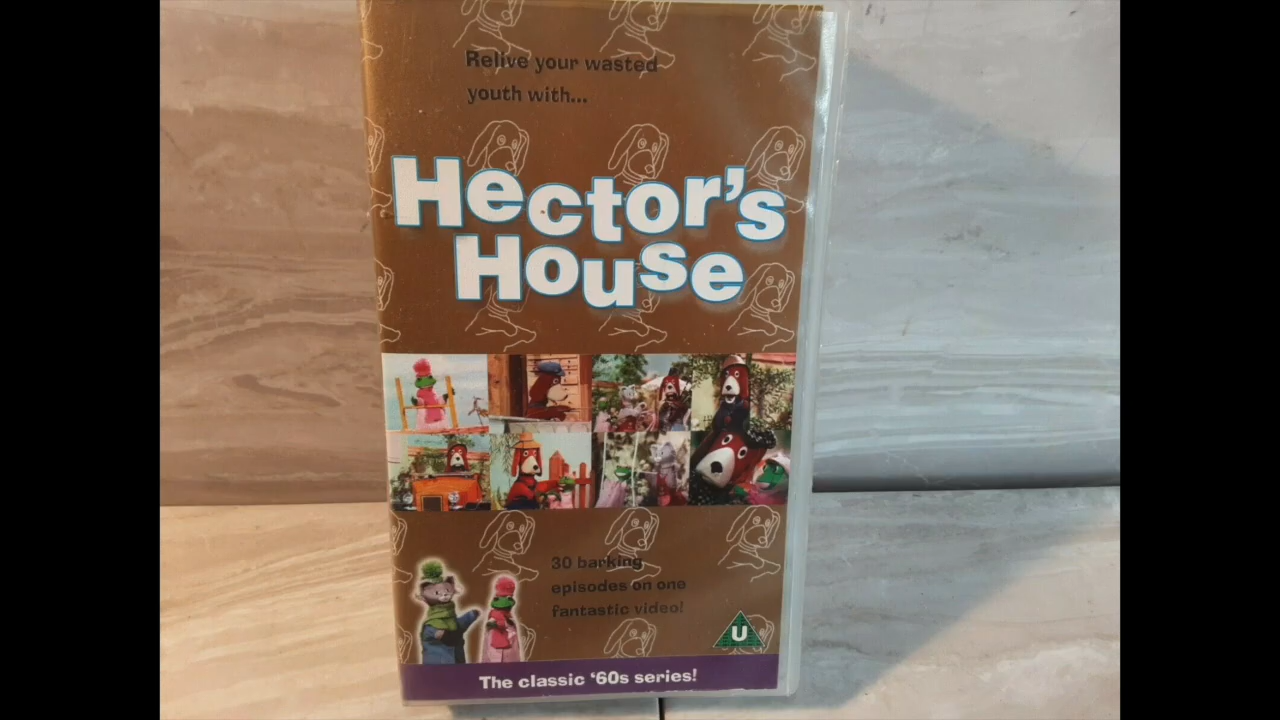 Relive your wasted
youth with...
Hector's
House
30 barking
episodes on one
fantastic video!
U
The classic ‘60s series!